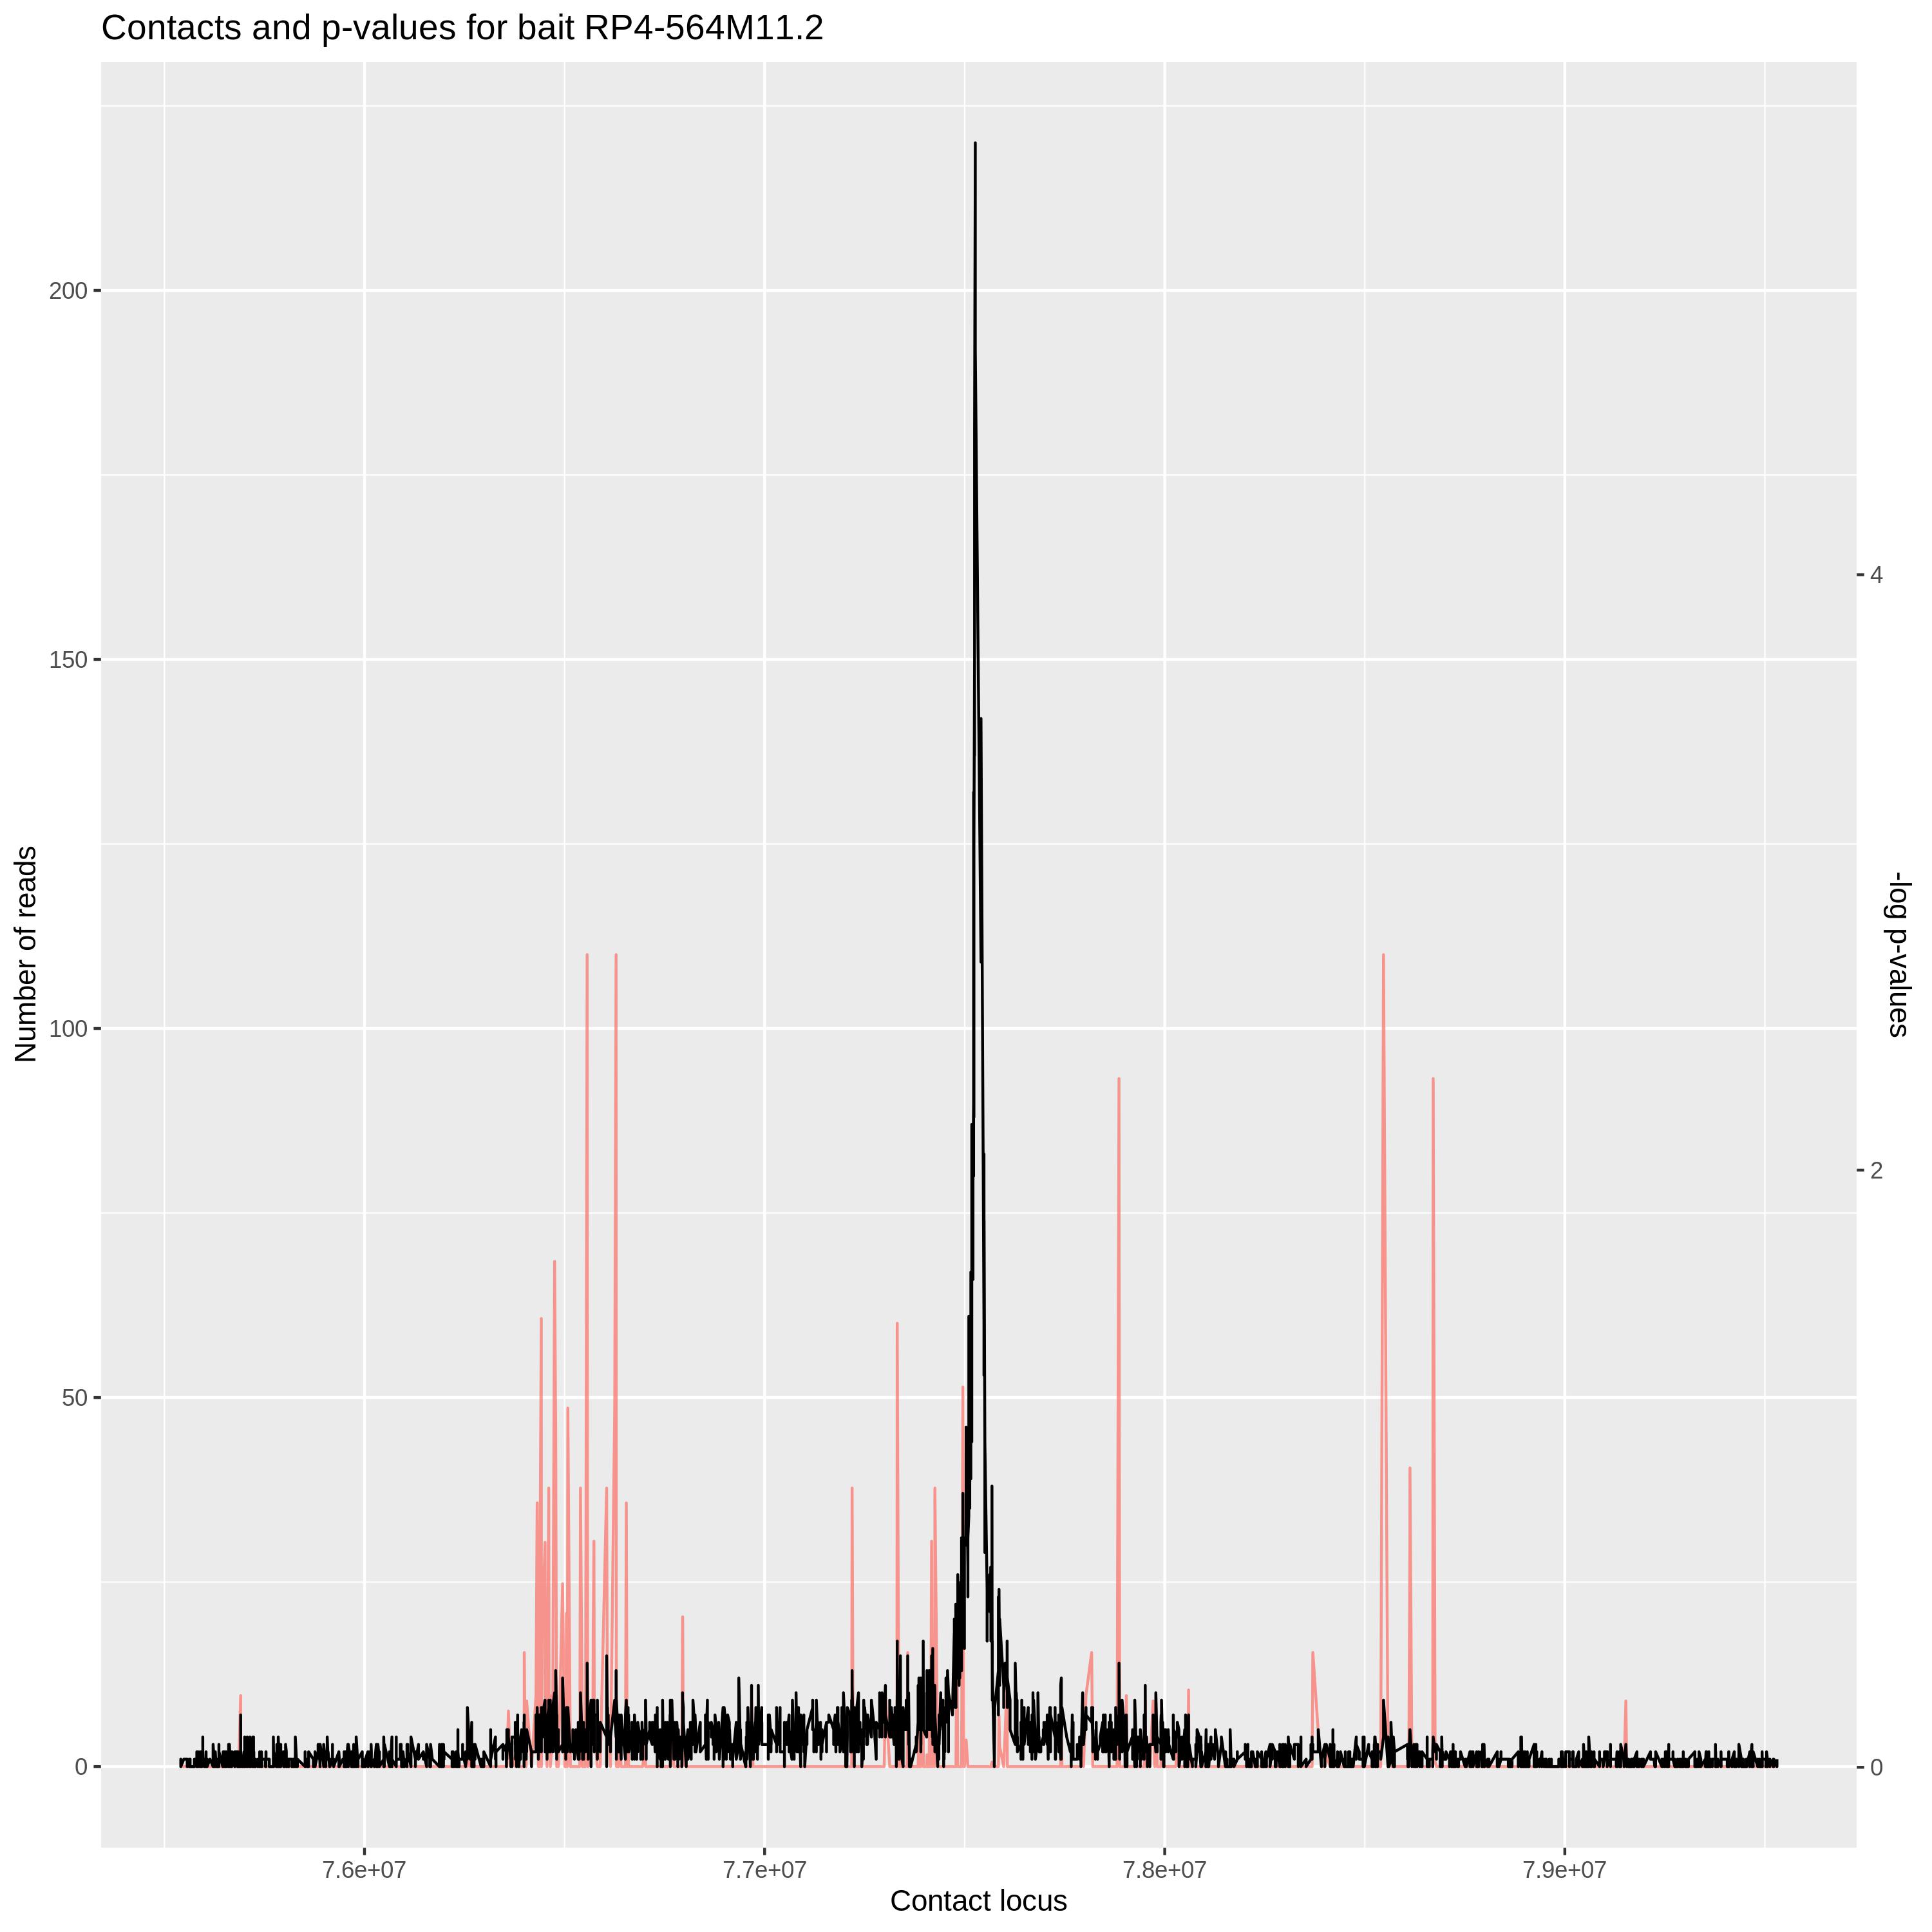 Contacts and p-values for bait RP4-564M11.2
Number of reads
200
150
100
50
0
4
2
0
-log p-values
7.6e+07 7.7e+07 7.8e+07 7.9e+07
Contact locus